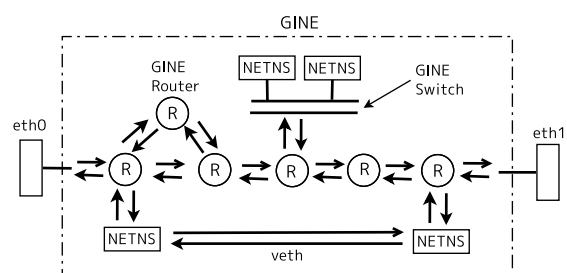 GINE
NETNS NETNS
GINE
Router
GINE
Switch
R
eth0
eth1
R R R R R
NETNS
NETNS
veth